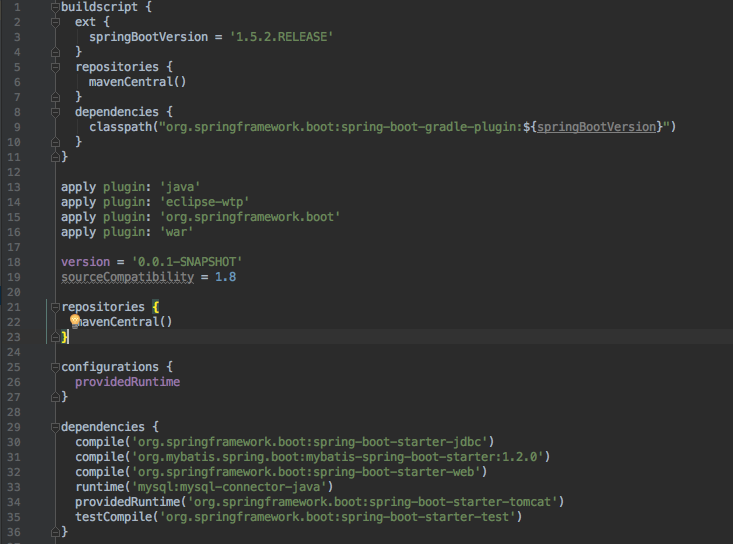 1 buildscript {
2 ext {
3 springBootVersion = '1.5.2.RELEASE'
4 }
5 repositories {
6 mavenCentral()
7 }
8 dependencies {
9 classpath("org.springframework.boot:spring-boot-gradle-plugin:${springBootVersion}")
10 }
11 }
12
13 apply plugin: 'java'
14 apply plugin: 'eclipse-wtp'
15 apply plugin: 'org.springframework.boot'
16 apply plugin: 'war'
17
18 version = '0.0.1-SNAPSHOT'
19 sourceCompatibility = 1.8
20
21 repositories {
22 mavenCentral()
23 }
24
25 configurations {
26 providedRuntime
27 }
28
29 dependencies {
30 compile('org.springframework.boot:spring-boot-starter-jdbc')
31 compile('org.mybatis.spring.boot:mybatis-spring-boot-starter:1.2.0')
32 compile('org.springframework.boot:spring-boot-starter-web')
33 runtime('mysql:mysql-connector-java')
34 providedRuntime('org.springframework.boot:spring-boot-starter-tomcat')
35 testCompile('org.springframework.boot:spring-boot-starter-test')
36 }